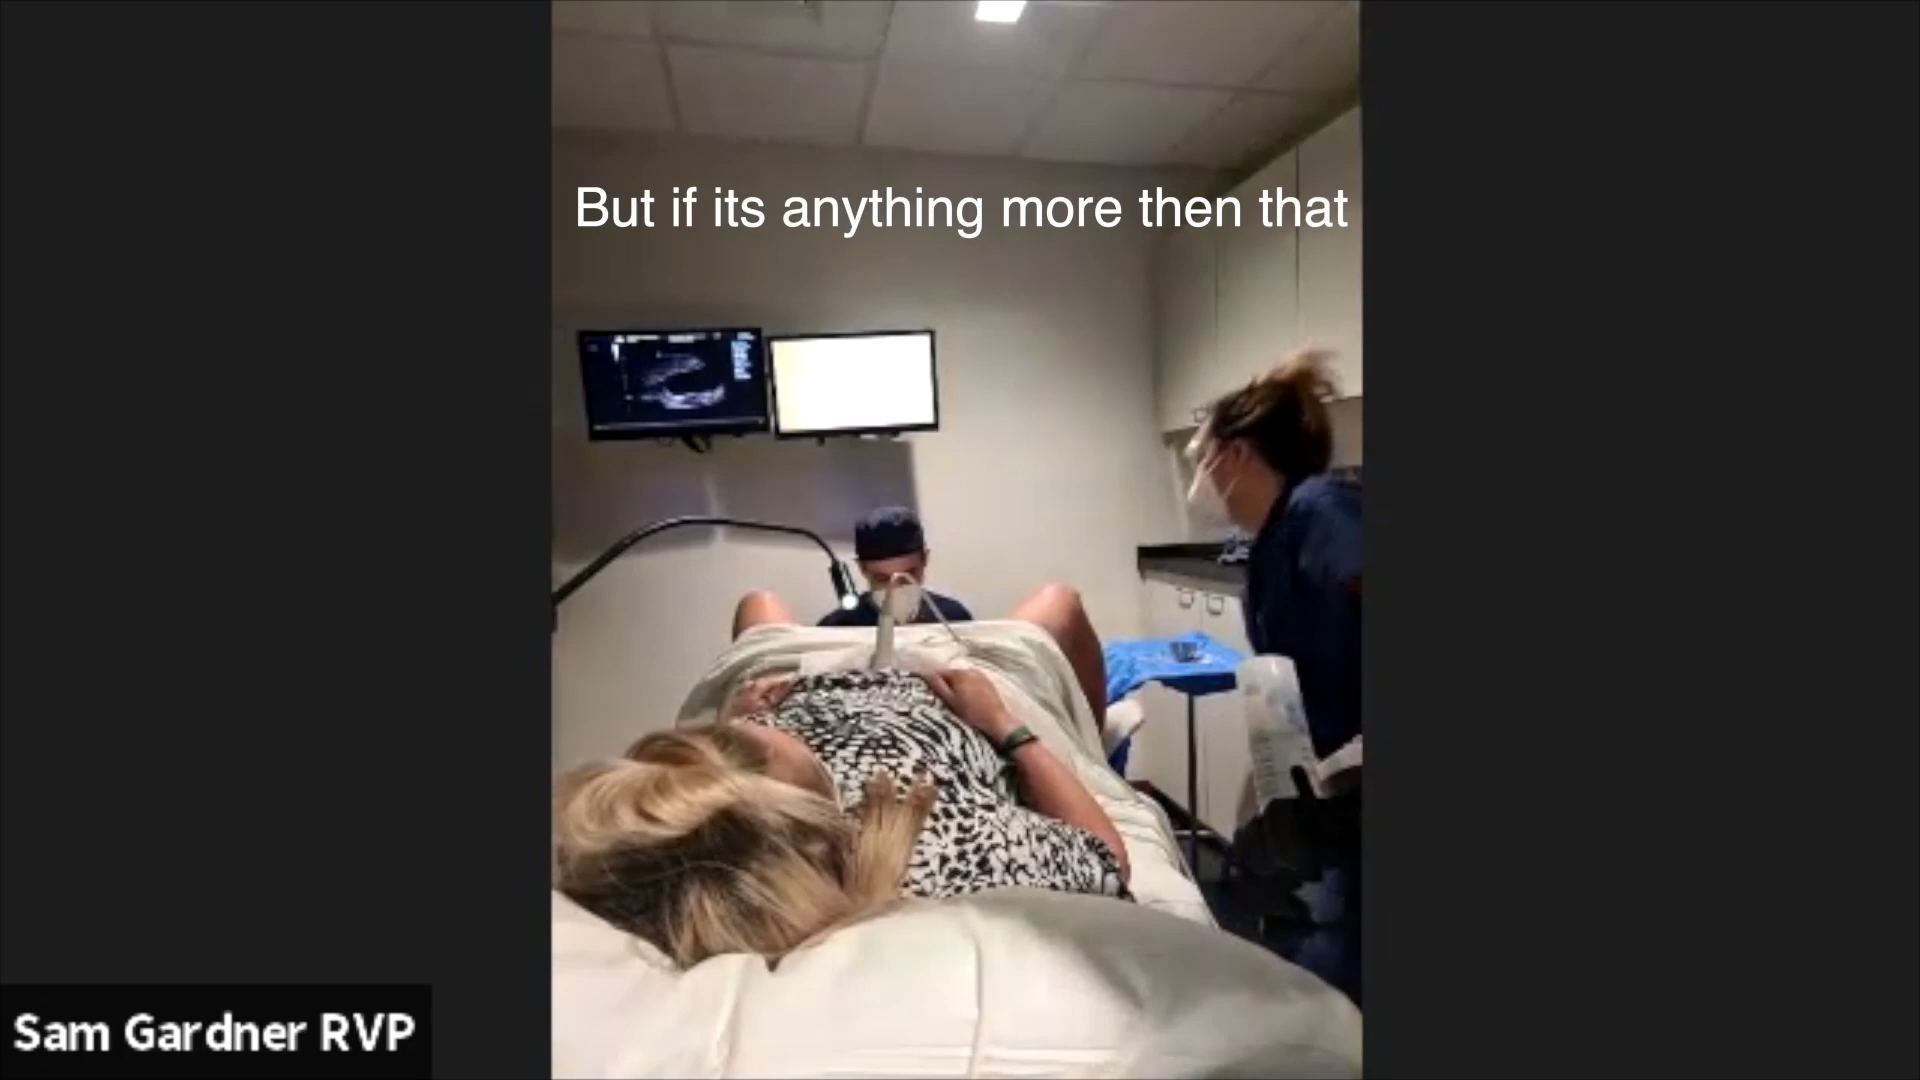 But if its anything more then that
Sam Gardner RVP